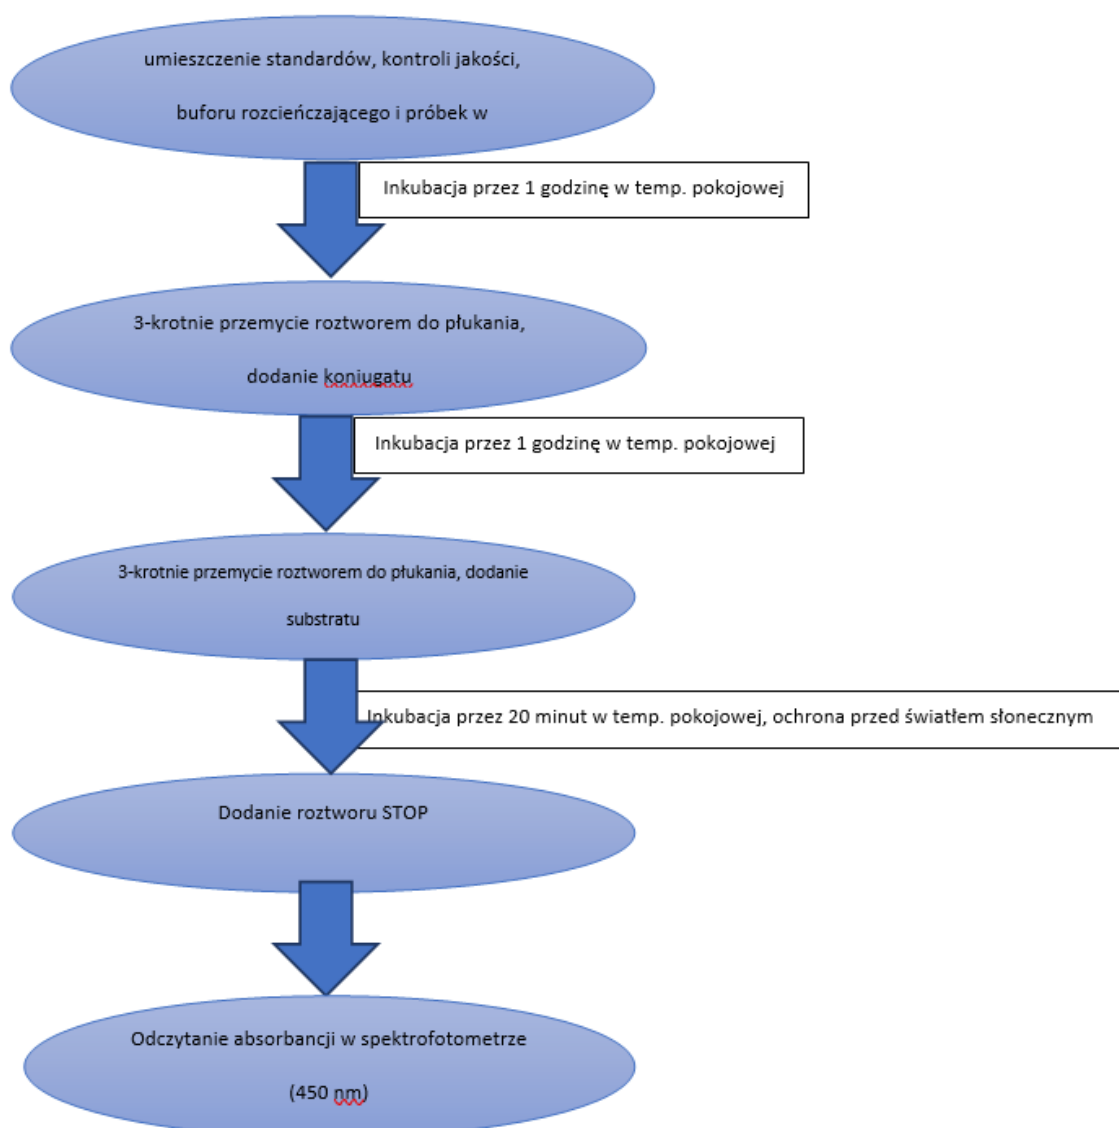 umieszczenie standardów, kontroli jakości,
buforu rozcieńczającego i próbek w
Inkubacja przez 1 godzinę w temp. pokojowej
3-krotnie przemycie roztworem do płukania,
dodanie koniugatu
Inkubacja przez 1 godzinę w temp. pokojowej
3-krotnie przemycie roztworem do płukania, dodanie
substratu
Inkubacja przez 20 minut w temp. pokojowej, ochrona przed światłem słonecznym
Dodanie roztworu STOP
Odczytanie absorbancji w spektrofotometrze
(450 nm)